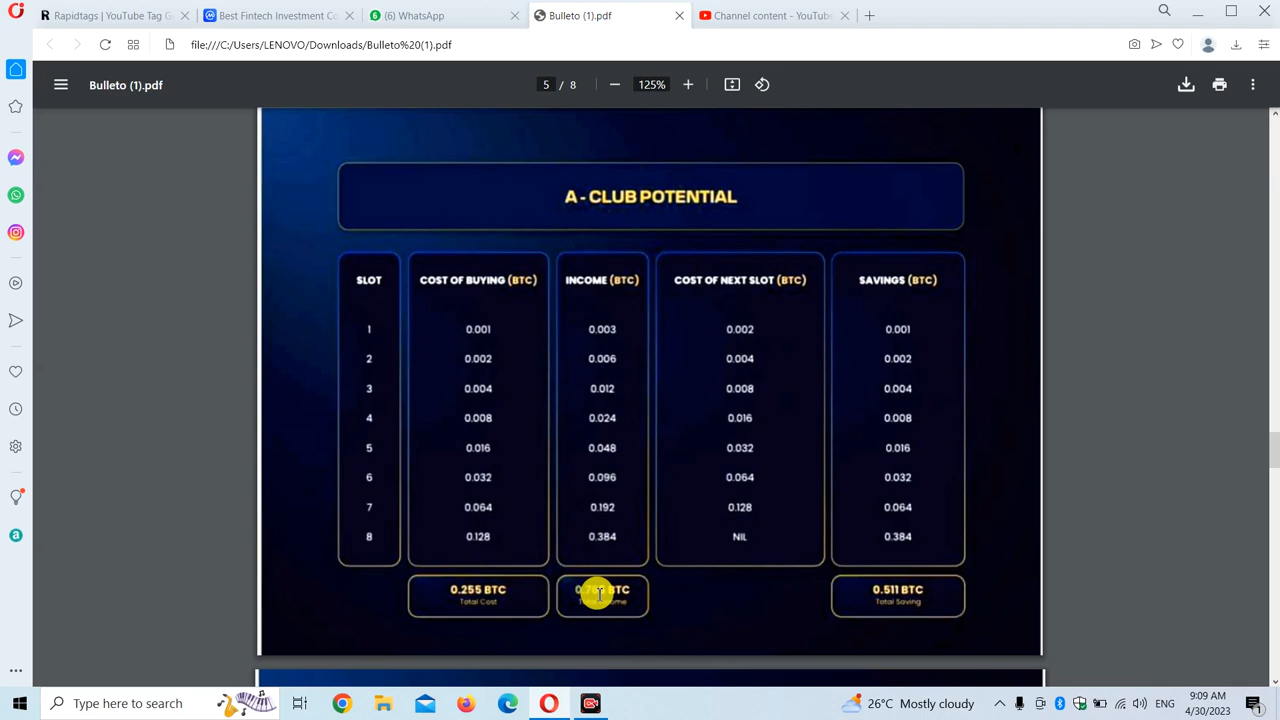 Rapidtags | YouTube Tag G
Best Fintech Investment Co
(6) WhatsApp
Bulleto (1).pdf
Channel content - YouTube
file:///C:/Users/LENOVO/Downloads/Bulleto%20(1).pdf
Bulleto (1).pdf
5 / 8
125%
A - CLUB POTENTIAL
SLOT COST OF BUYING (BTC) INCOME (BTC) COST OF NEXT SLOT (BTC) SAVINGS (BTC)
1 0.001 0.003 0.002 0.001
2 0.002 0.006 0.004 0.002
3 0.004 0.012 0.008 0.004
4 0.008 0.024 0.016 0.008
5 0.016 0.048 0.032 0.016
6 0.032 0.096 0.064 0.032
7 0.064 0.192 0.128 0.064
8 0.128 0.384 NIL 0.384
0.255 BTC BTC 0.511 BTC
Total Cost Total Saving
Type here to search
26°C Mostly cloudy
ENG
9:09 AM
4/30/2023